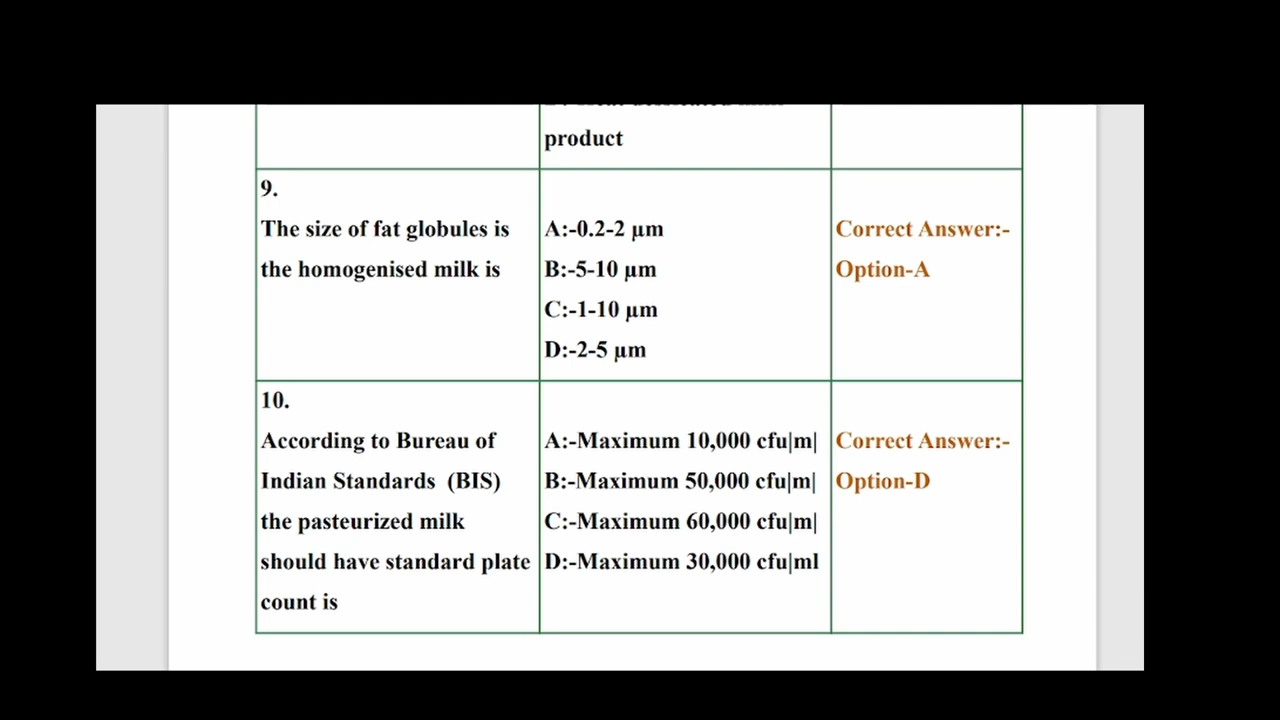 product
9.
The size of fat globules is
the homogenised milk is
A:-0.2-2 µm
B:-5-10 µm
C:-1-10 µm
D:-2-5 µm
Correct Answer:-
Option-A
10.
According to Bureau of
Indian Standards (BIS)
the pasteurized milk
should have standard plate
count is
A:-Maximum 10,000 cfu|m|
B:-Maximum 50,000 cfu|m|
C:-Maximum 60,000 cfu|m|
D:-Maximum 30,000 cfu|ml
Correct Answer:-
Option-D